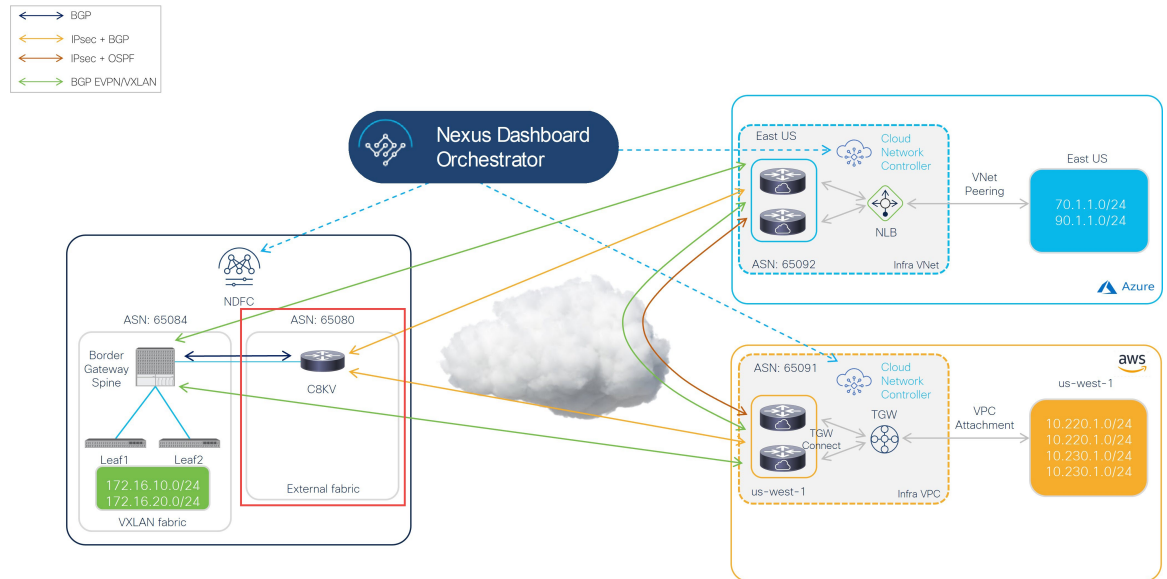 BGP
IPsec + BGP
IPsec + OSPF
BGP EVPN/VXLAN
Nexus Dashboard
Orchestrator
East US
Cloud
Network
Controller
NLB
ASN: 65092
Infra VNet
VNet
Peering
East US
70.1.1.0/24
90.1.1.0/24
Azure
NDFC
ASN: 65084
Border
Gateway
Spine
Leaf1
Leaf2
172.16.10.0/24
172.16.20.0/24
VXLAN fabric
ASN: 65080
C8KV
External fabric
ASN: 65091
Cloud
Network
Controller
TGW
TGW
Connect
us-west-1
Infra VPC
VPC
Attachment
aws
us-west-1
10.220.1.0/24
10.220.1.0/24
10.230.1.0/24
10.230.1.0/24